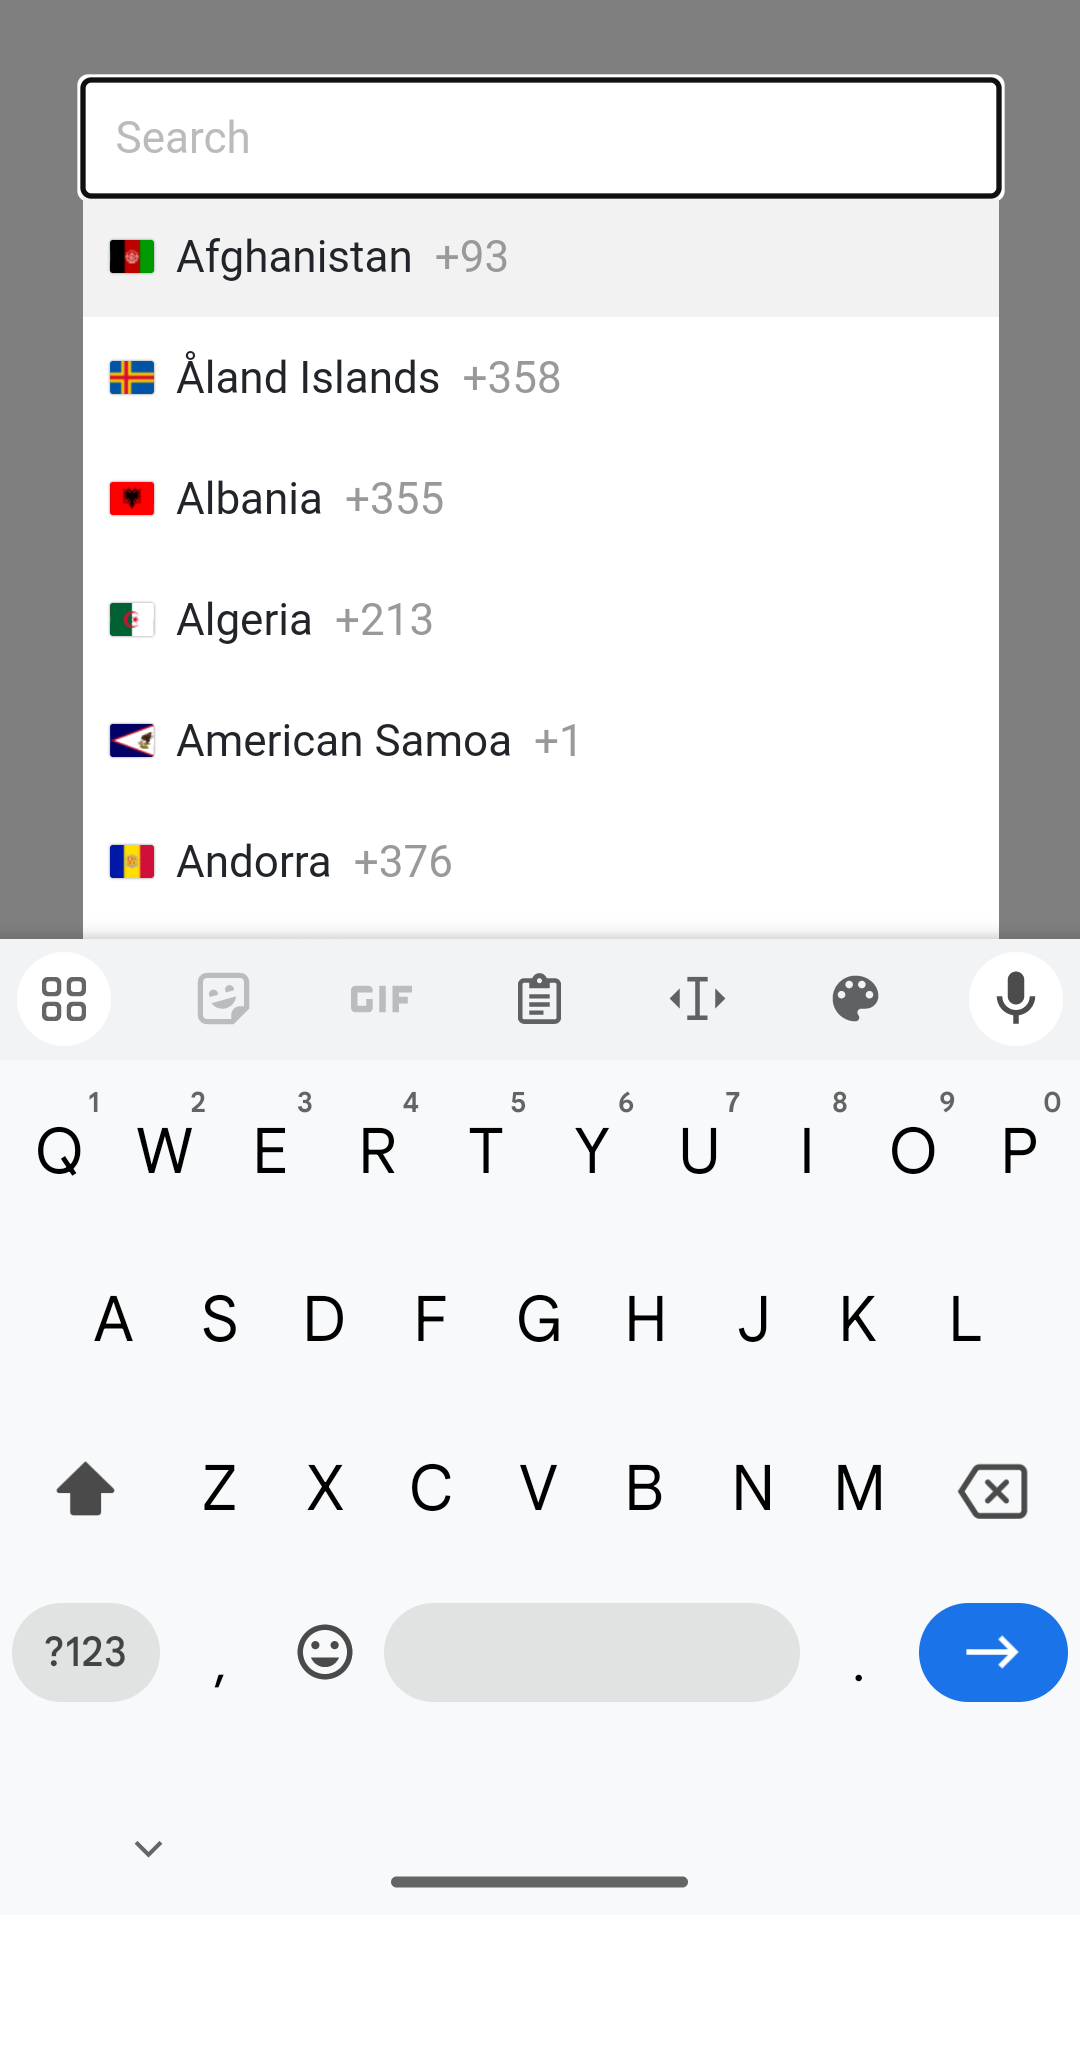 Search
Afghanistan +93
Åland Islands +358
Albania +355
Algeria +213
American Samoa +1
Andorra +376
GIF
1 2 3 4 5 6 7 8 9 0
Q W E R T Y U I O P
A S D F G H J K L
Z X C V B N M
?123 , .